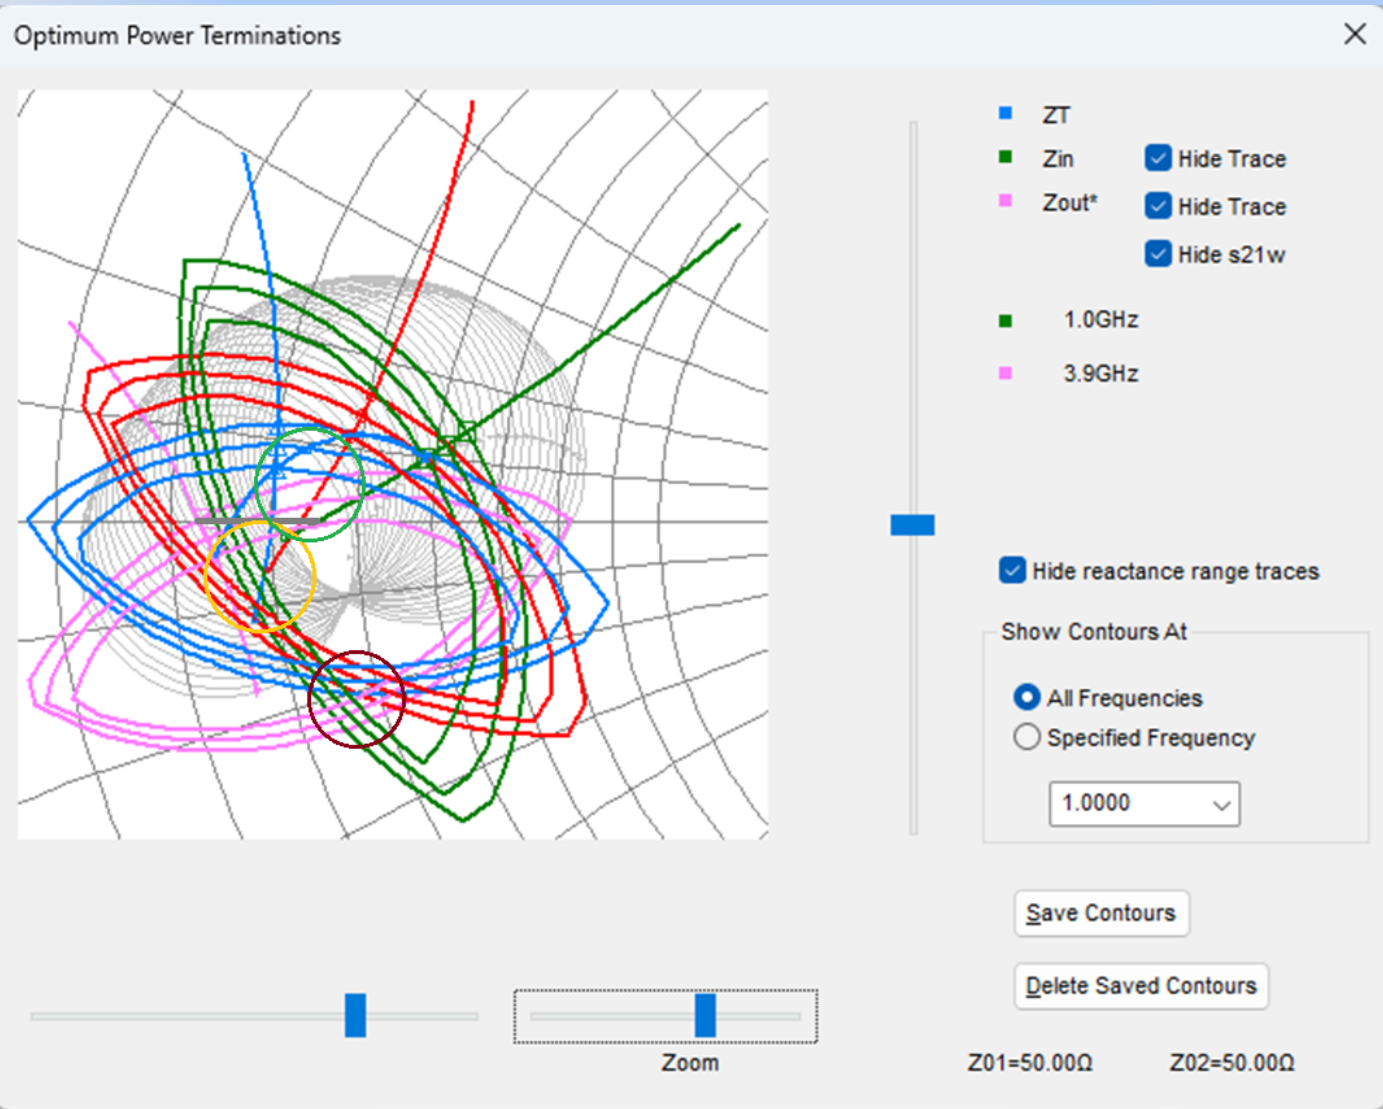 Optimum Power Terminations
ZT
Zin
Hide Trace
Zout*
Hide Trace
Hide s21w
1.0GHz
3.9GHz
Hide reactance range traces
Show Contours At
All Frequencies
Specified Frequency
1.0000
Save Contours
Delete Saved Contours
Zoom
Z01=50.00Ω
Z02=50.00Ω